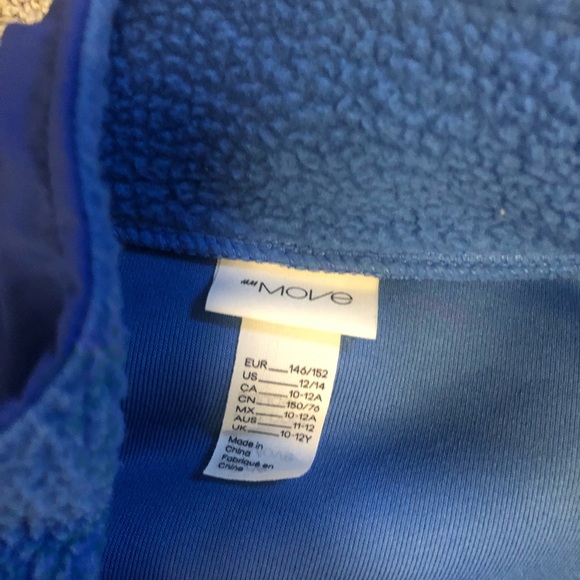 H&M MOVE
EUR 146/152
US 12/14
CA 10-12A
CN 150/76
MX 10-12A
AUS 11-12
UK 10-12Y
Made in
China
Fabriqué en
Chine